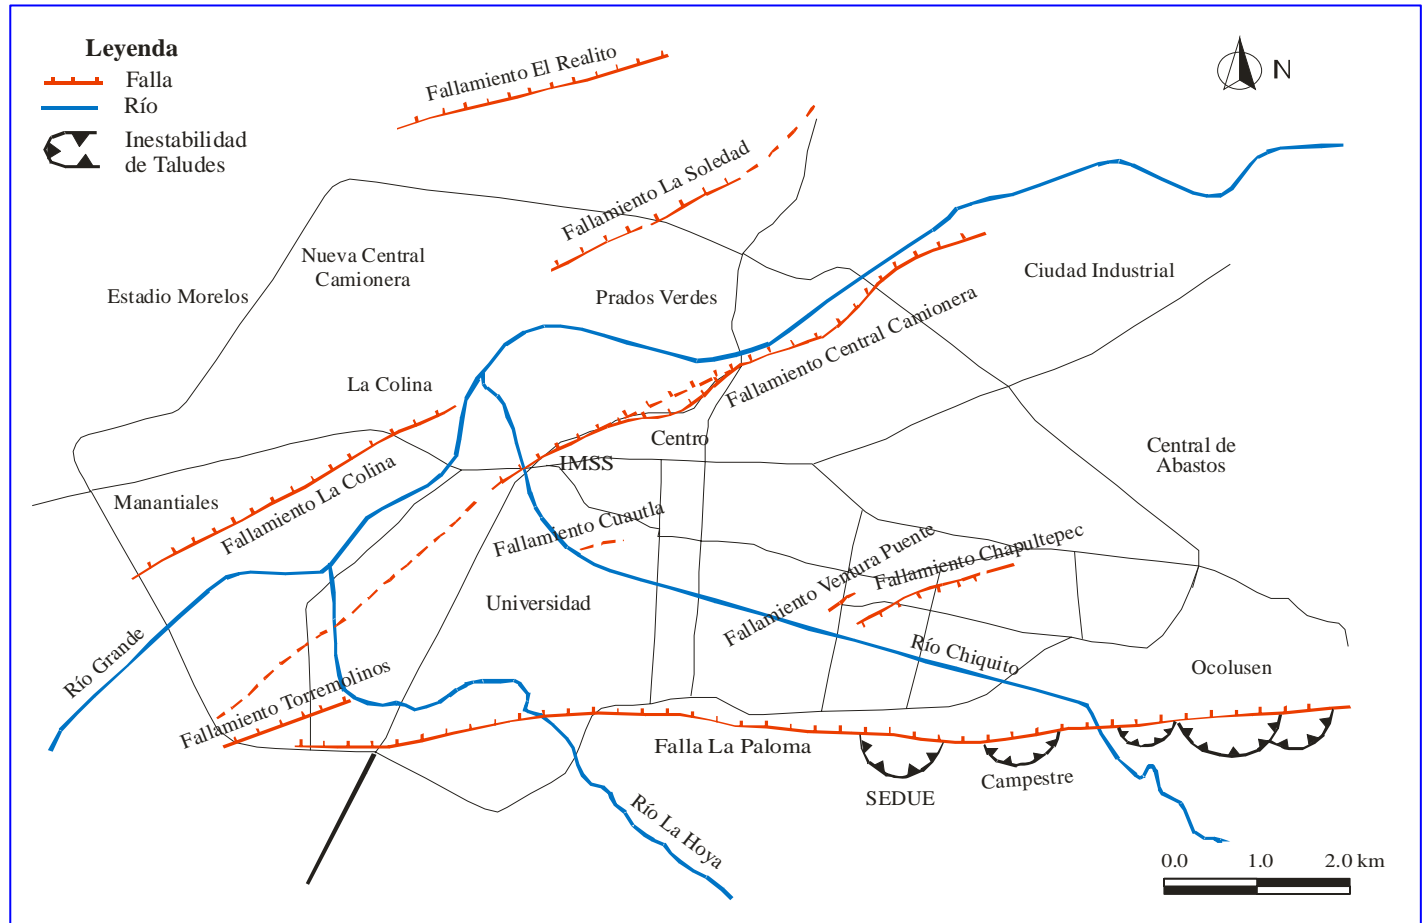 Leyenda
Falla
Río
Inestabilidad
de Taludes
Fallamiento El Realito
N
Fallamiento La Soledad
Nueva Central
Camionera
Estadio Morelos
Prados Verdes
Ciudad Industrial
Fallamiento Central Camionera
La Colina
Centro
IMSS
Central de
Abastos
Manantiales
Fallamiento La Colina
Fallamiento Cuautla
Fallamiento Ventura Puente
Fallamiento Chapultepec
Universidad
Río Grande
Río Chiquito
Ocolusen
Fallamiento Torremolinos
Falla La Paloma
Campestre
SEDUE
Río La Hoya
0.0 1.0 2.0 km